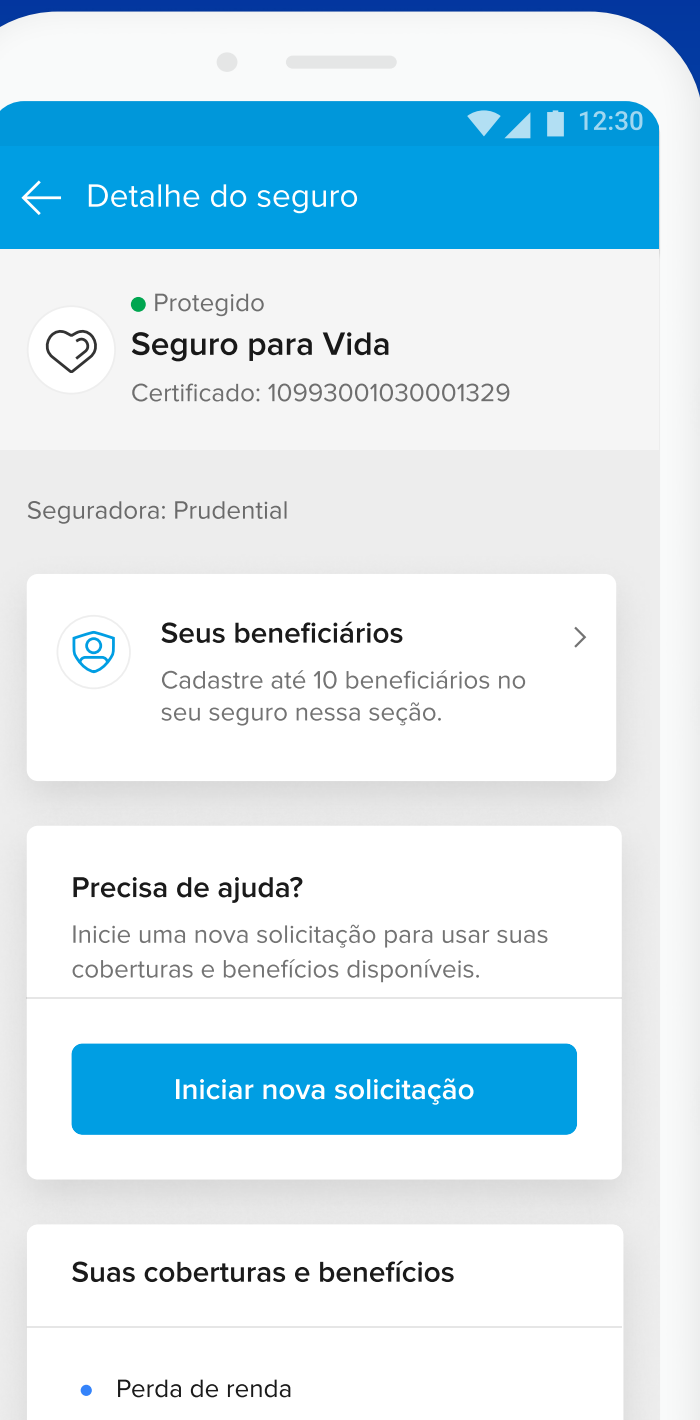 12:30
Detalhe do seguro
Protegido
Seguro para Vida
Certificado: 10993001030001329
Seguradora: Prudential
Seus beneficiários
Cadastre até 10 beneficiários no
seu seguro nessa seção.
Precisa de ajuda?
Inicie uma nova solicitação para usar suas
coberturas e benefícios disponíveis.
Iniciar nova solicitação
Suas coberturas e benefícios
Perda de renda